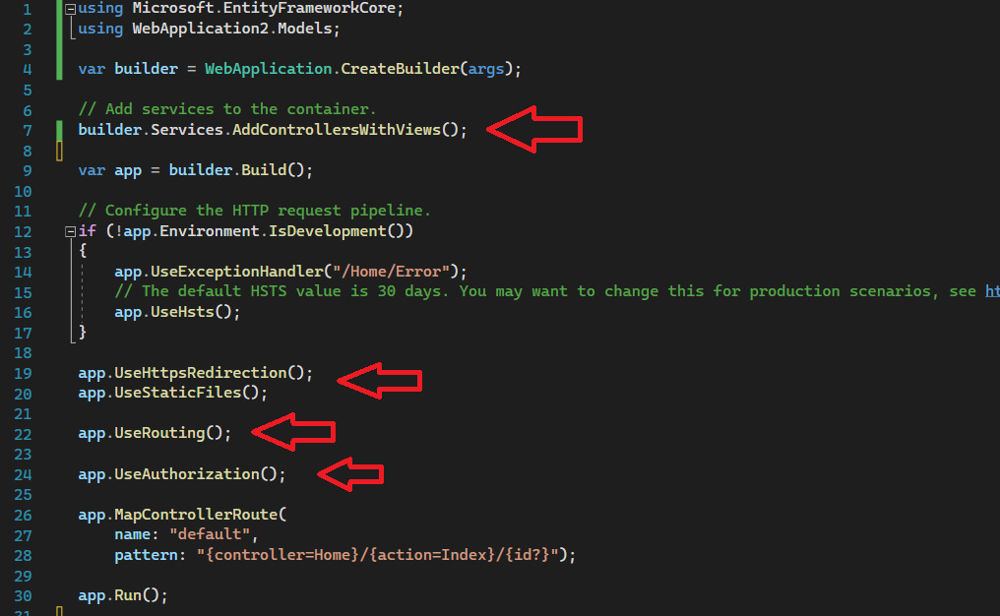 1 using Microsoft.EntityFrameworkCore;
2 using WebApplication2.Models;
3
4 var builder = WebApplication.CreateBuilder(args);
5
6 // Add services to the container.
7 builder.Services.AddControllersWithViews();
8
9 var app = builder.Build();
10
11 // Configure the HTTP request pipeline.
12 if (!app.Environment.IsDevelopment())
13 {
14 app.UseExceptionHandler("/Home/Error");
15 // The default HSTS value is 30 days. You may want to change this for production scenarios, see ht
16 app.UseHsts();
17 }
18
19 app.UseHttpsRedirection();
20 app.UseStaticFiles();
21
22 app.UseRouting();
23
24 app.UseAuthorization();
25
26 app.MapControllerRoute(
27 name: "default",
28 pattern: "{controller=Home}/{action=Index}/{id?}");
29
30 app.Run();
31